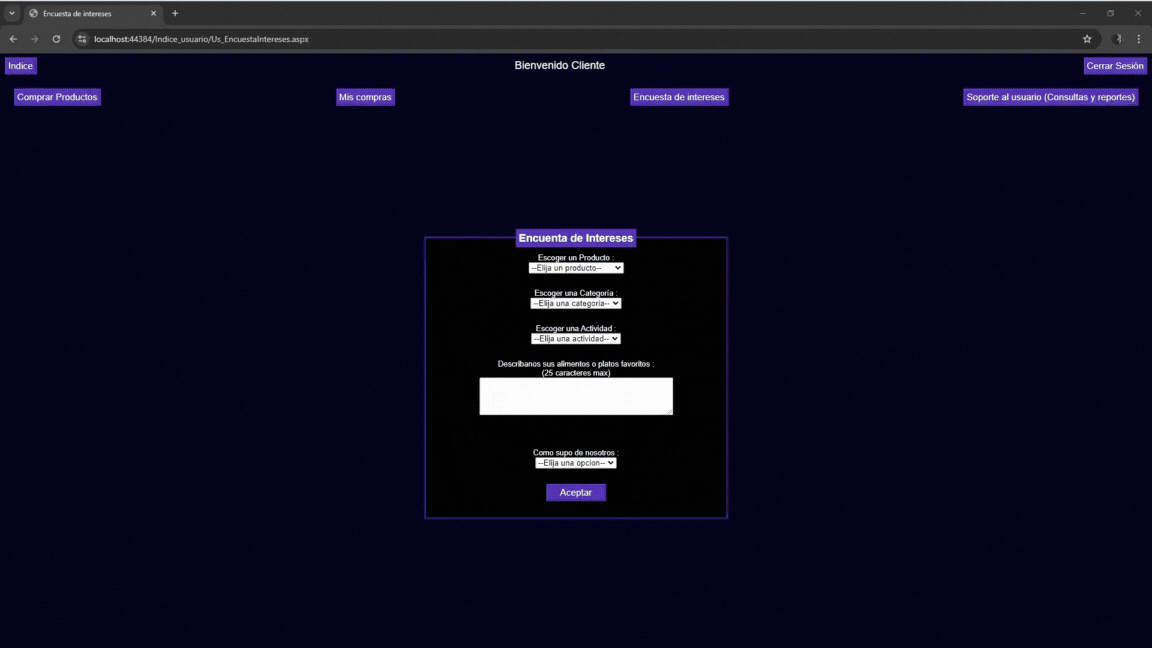 Encuesta de intereses
localhost:44384/Indice_usuario/Us_EncuestaIntereses.aspx
Indice
Bienvenido Cliente
Cerrar Sesión
Comprar Productos
Mis compras
Encuesta de intereses
Soporte al usuario (Consultas y reportes)
Encuenta de Intereses
Escoger un Producto :
--Elija un producto--
Escoger una Categoría :
--Elija una categoria--
Escoger una Actividad :
--Elija una actividad--
Describanos sus alimentos o platos favoritos :
(25 caracteres max)
Como supo de nosotros :
--Elija una opcion--
Aceptar